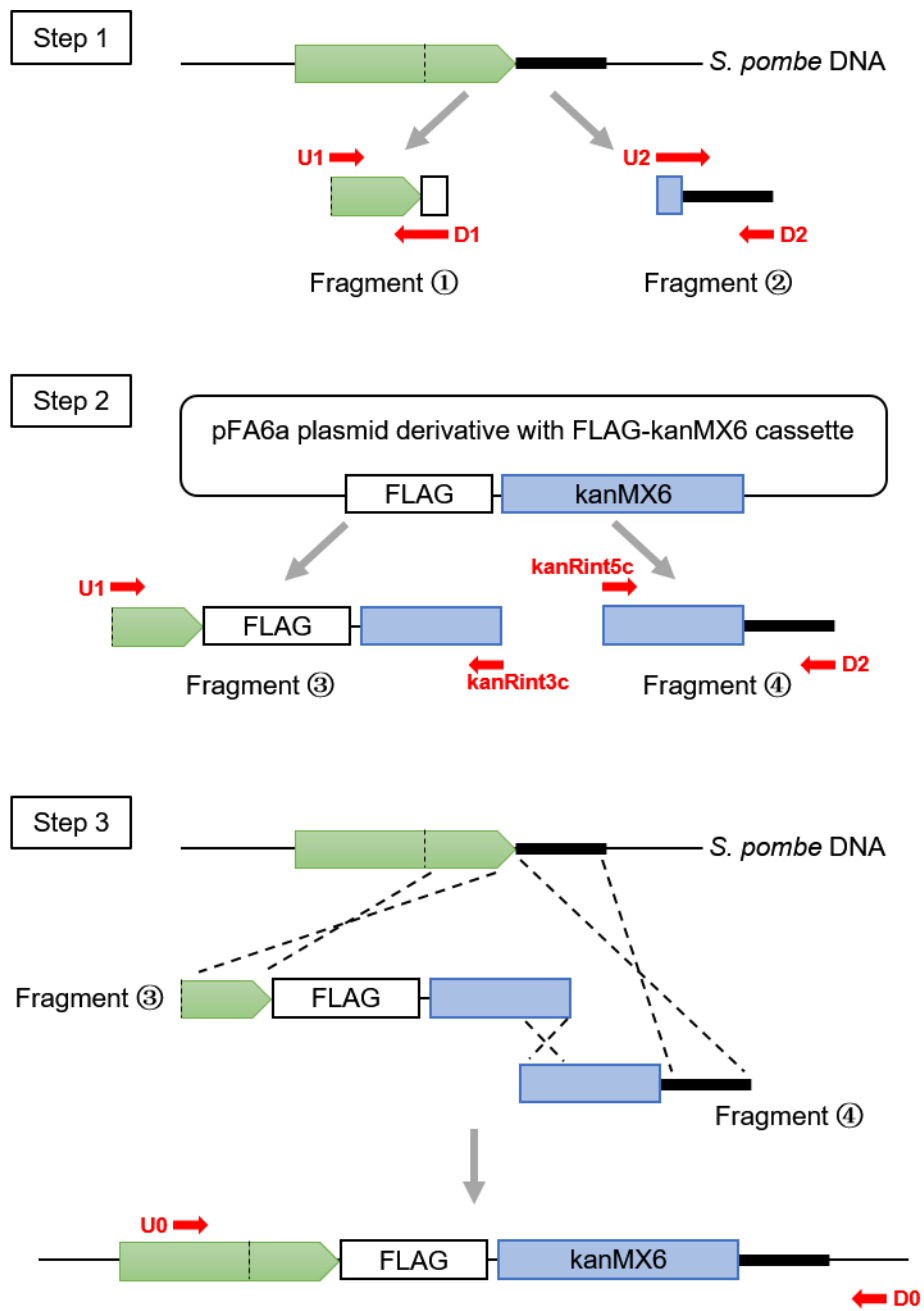 Step 1
S. pombe DNA
U1
U2
D1
D2
Fragment ①
Fragment ②
Step 2
pFA6a plasmid derivative with FLAG-kanMX6 cassette
FLAG
kanMX6
U1
kanRint5c
FLAG
kanRint3c
D2
Fragment ③
Fragment ④
Step 3
S. pombe DNA
Fragment ③
FLAG
Fragment ④
U0
FLAG
kanMX6
D0